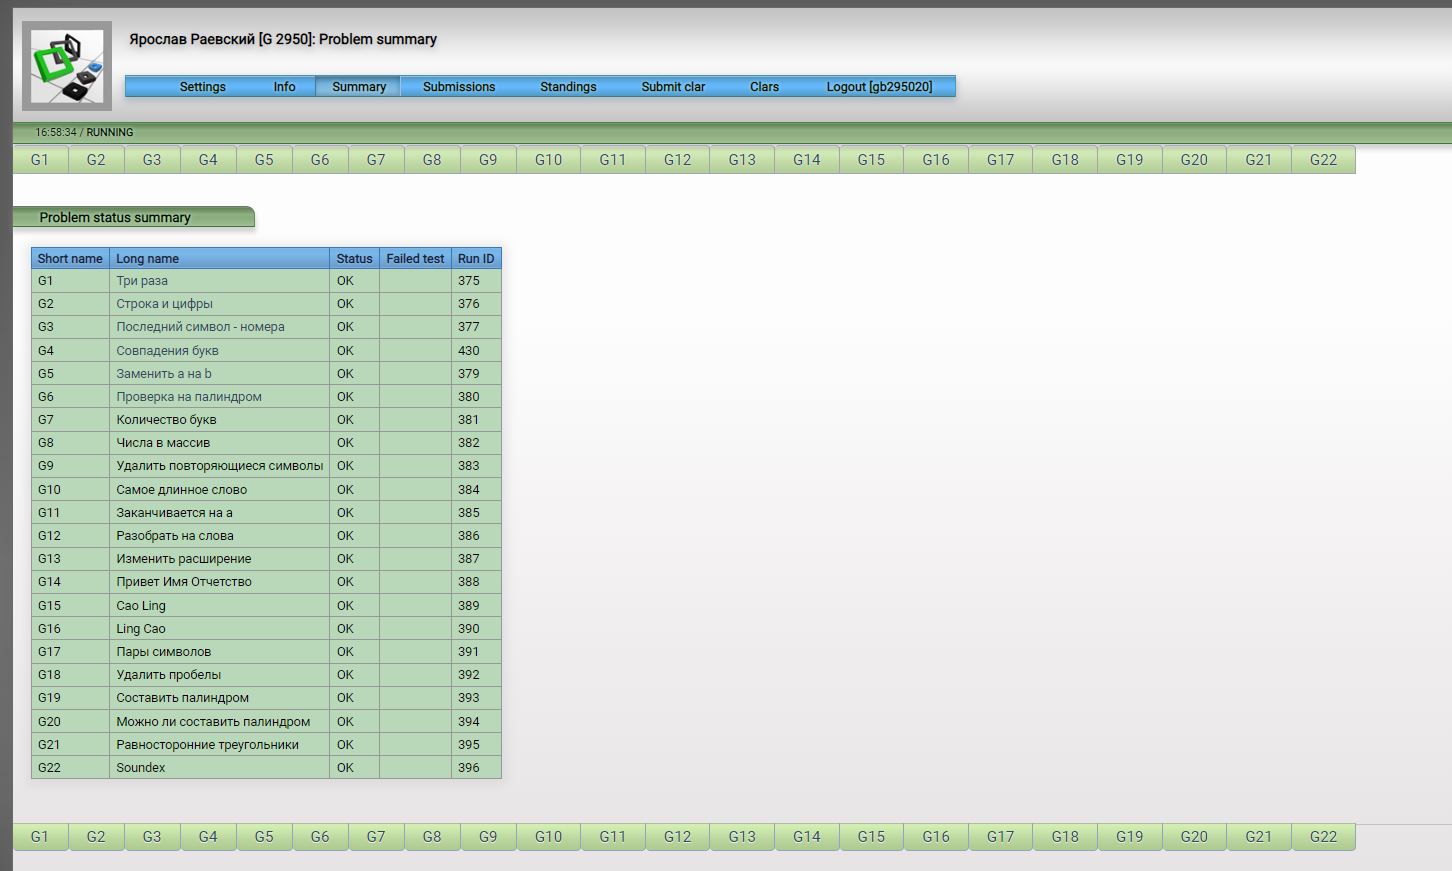 Ярослав Раевский [G 2950]: Problem summary
Settings Info Summary Submissions Standings Submit clar Clars Logout [gb295020]
16:58:34 / RUNNING
G1 G2 G3 G4 G5 G6 G7 G8 G9 G10 G11 G12 G13 G14 G15 G16 G17 G18 G19 G20 G21 G22
Problem status summary
Short name Long name Status Failed test Run ID
G1 Три раза OK 375
G2 Строка и цифры OK 376
G3 Последний символ - номера OK 377
G4 Совпадения букв OK 430
G5 Заменить a на b OK 379
G6 Проверка на палиндром OK 380
G7 Количество букв OK 381
G8 Числа в массив OK 382
G9 Удалить повторяющиеся символы OK 383
G10 Самое длинное слово OK 384
G11 Заканчивается на a OK 385
G12 Разобрать на слова OK 386
G13 Изменить расширение OK 387
G14 Привет Имя Отчетство OK 388
G15 Cao Ling OK 389
G16 Ling Cao OK 390
G17 Пары символов OK 391
G18 Удалить пробелы OK 392
G19 Составить палиндром OK 393
G20 Можно ли составить палиндром OK 394
G21 Равносторонние треугольники OK 395
G22 Soundex OK 396
G1 G2 G3 G4 G5 G6 G7 G8 G9 G10 G11 G12 G13 G14 G15 G16 G17 G18 G19 G20 G21 G22